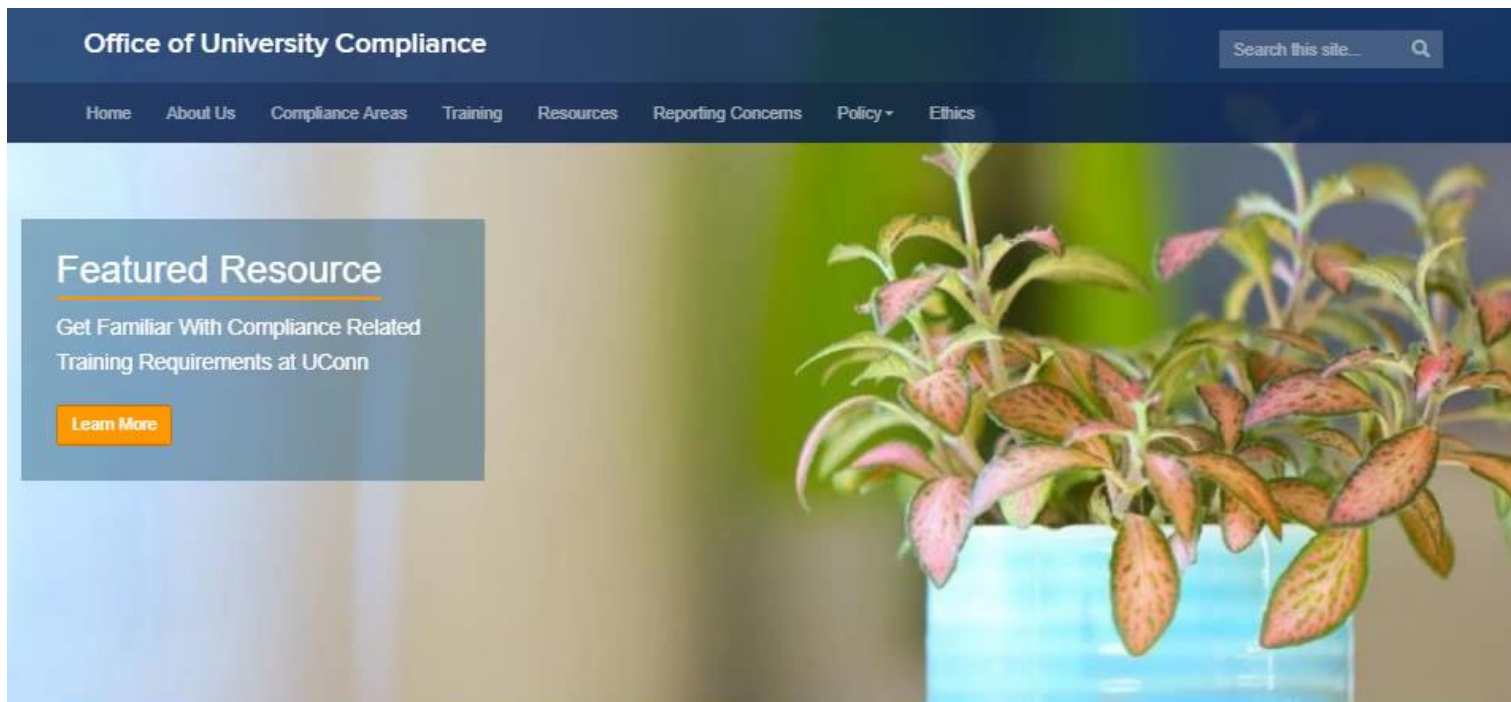 Office of University Compliance
Search this site...
Home About Us Compliance Areas Training Resources Reporting Concerns Policy Ethics
Featured Resource
Get Familiar With Compliance Related
Training Requirements at UConn
Learn More